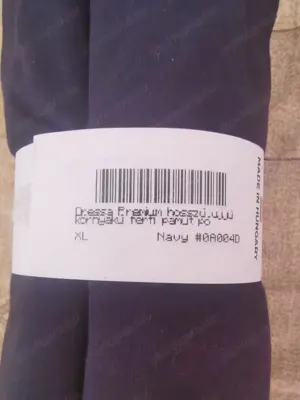 Dressa Premium hosszú ujjú
környakú férfi pamut pó
XL Navy #0A004D
MADE IN HUNGARY